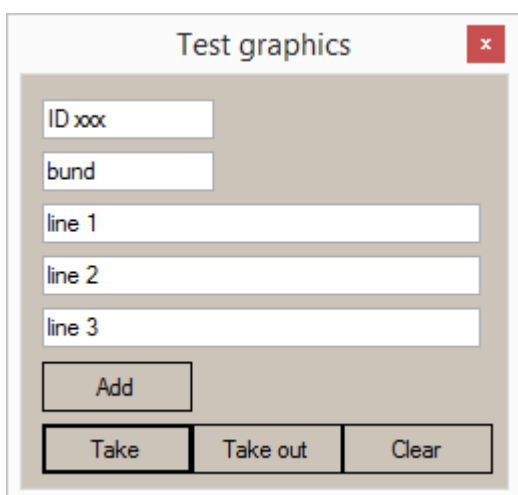 Test graphics
x
ID xxx
bund
line 1
line 2
line 3
Add
Take Take out Clear